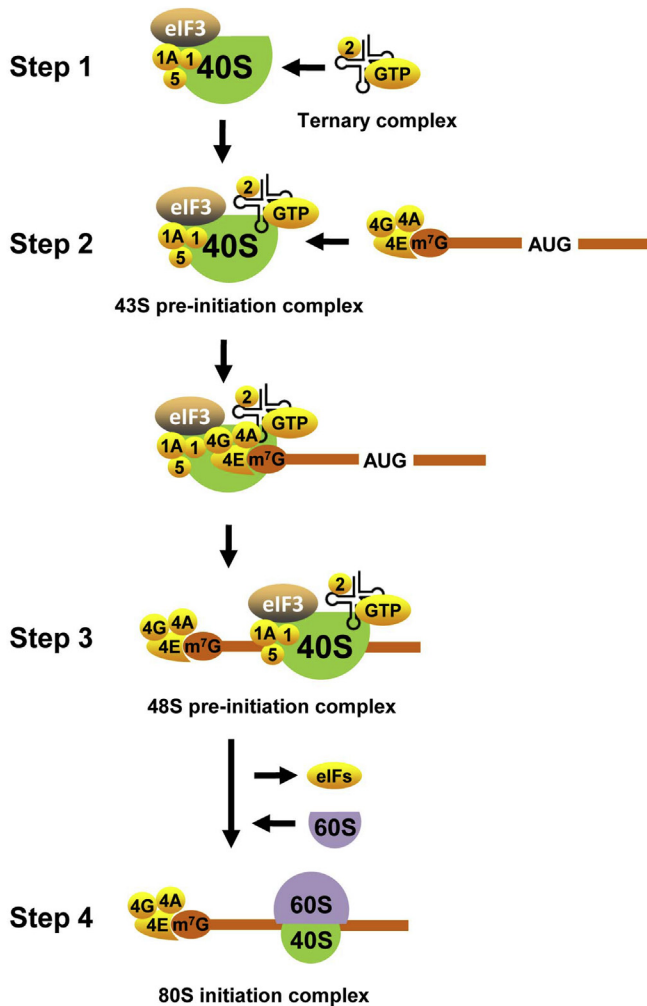 eIF3
Step 1
1A 1 40S
5
2
GTP
Ternary complex
Step 2
eIF3
1A 1 40S
5
2
GTP
4G 4A
4E m⁷G AUG
43S pre-initiation complex
eIF3
2
GTP
1A 1 4G 4A
5 4E m⁷G AUG
Step 3
4G 4A
4E m⁷G
eIF3
1A 1 40S
5
2
GTP
48S pre-initiation complex
eIFs
60S
Step 4
4G 4A
4E m⁷G
60S
40S
80S initiation complex